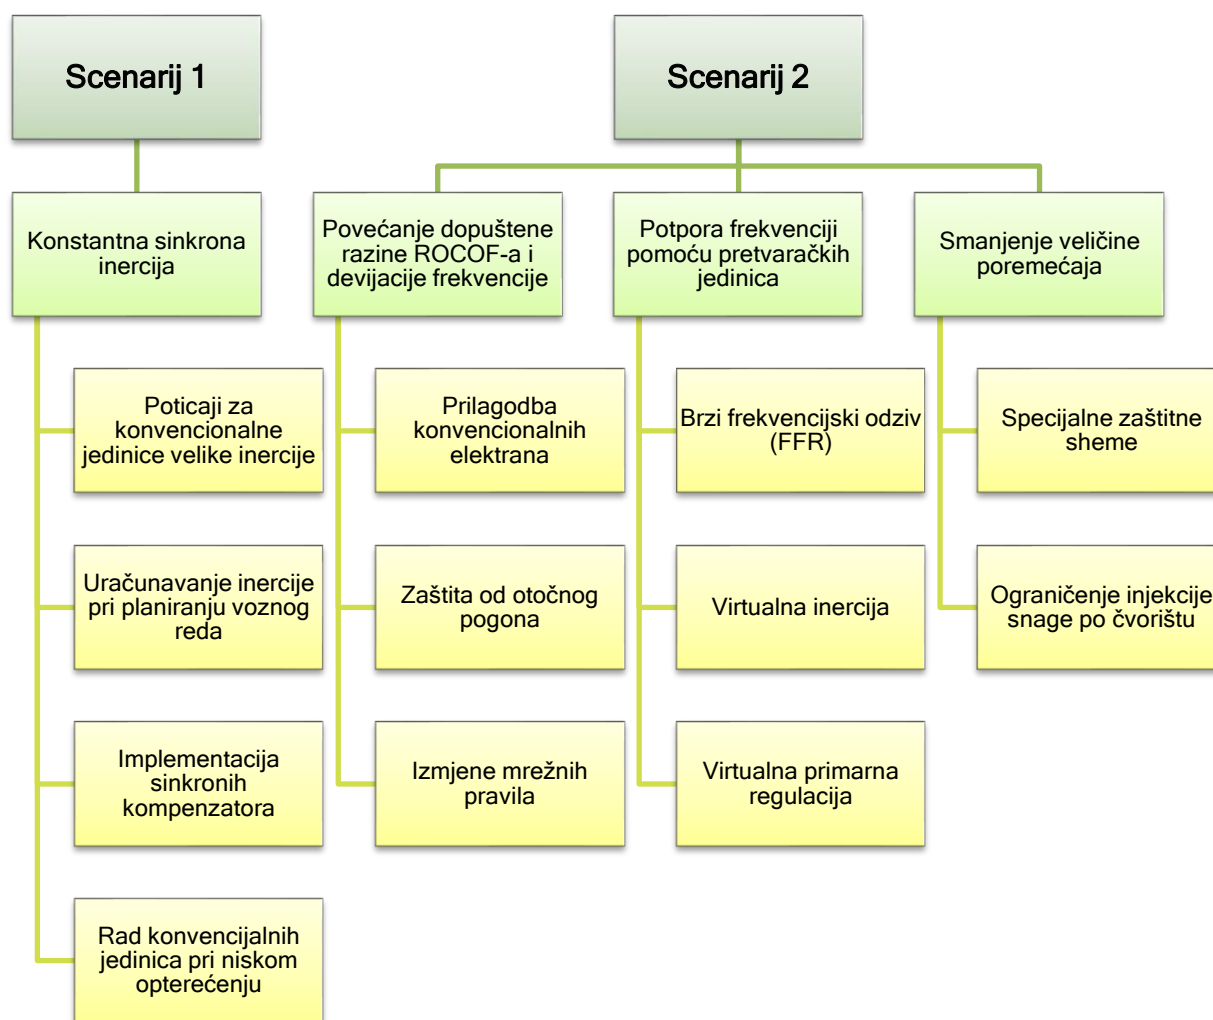 Scenarij 1
Scenarij 2
Konstantna sinkrona
inercija
Povećanje dopuštene
razine ROCOF-a i
devijacije frekvencije
Potpora frekvenciji
pomoću pretvaračkih
jedinica
Smanjenje veličine
poremećaja
Poticaji za
konvencionalne
jedinice velike inercije
Prilagodba
konvencionalnih
elektrana
Brzi frekvencijski odziv
(FFR)
Specijalne zaštitne
sheme
Uračunavanje inercije
pri planiranju voznog
reda
Zaštita od otočnog
pogona
Virtualna inercija
Ograničenje injekcije
snage po čvorištu
Implementacija
sinkronih
kompenzatora
Izmjene mrežnih
pravila
Virtualna primarna
regulacija
Rad konvencijalnih
jedinica pri niskom
opterećenju